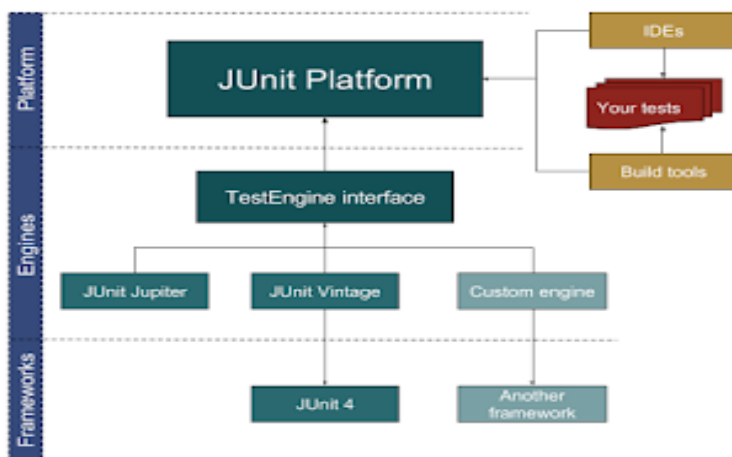 Platform
JUnit Platform
IDEs
Your tests
Build tools
Engines
TestEngine interface
JUnit Jupiter
JUnit Vintage
Custom engine
Frameworks
JUnit 4
Another
framework